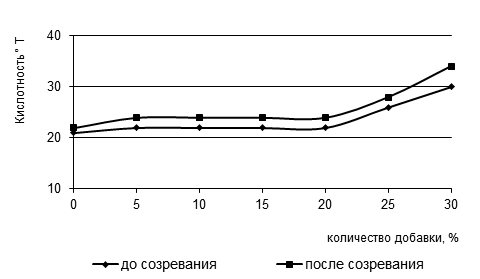 Кислотность° Т
40
30
20
10
0 5 10 15 20 25 30
количество добавки, %
до созревания после созревания